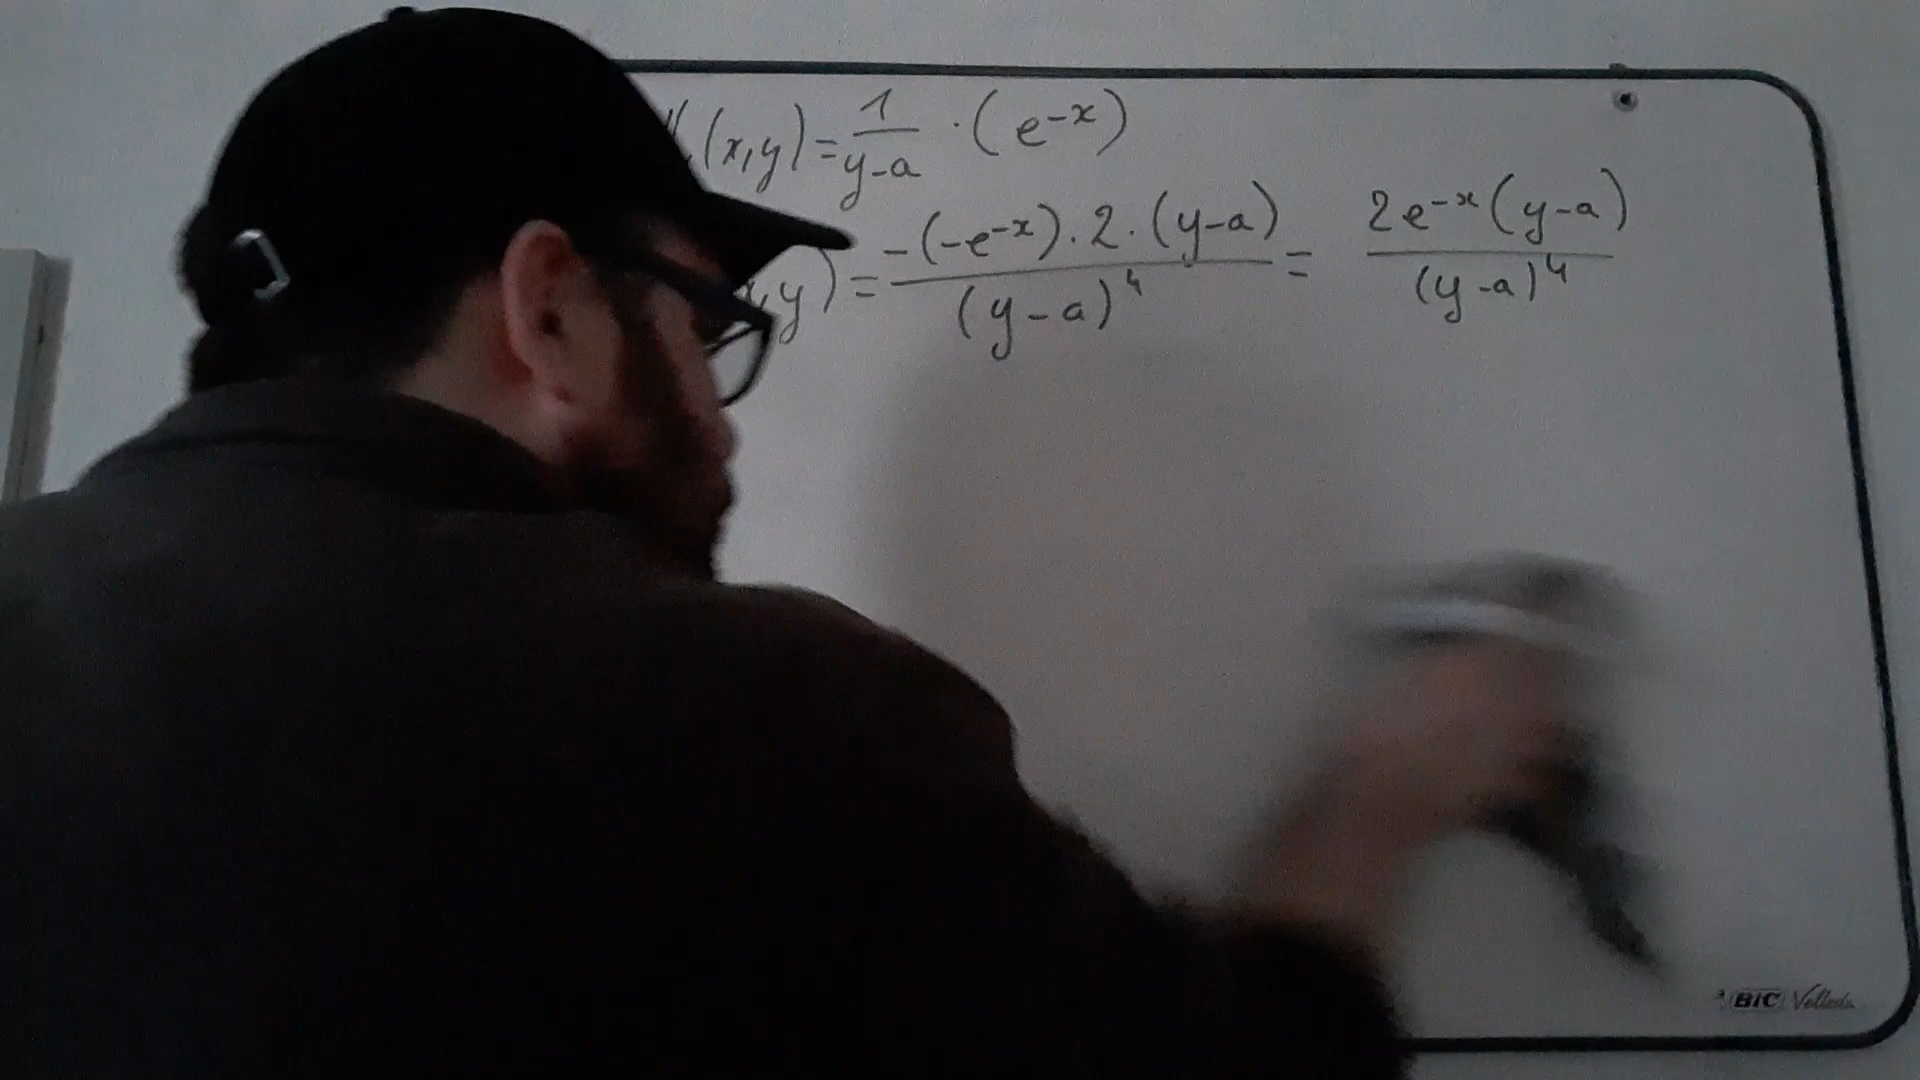 (x,y) = 1/(y-a) · (e^-x)
y) = -(-e^-x) · 2 · (y-a) / (y-a)^4 = 2e^-x (y-a) / (y-a)^4
BIC Velleda